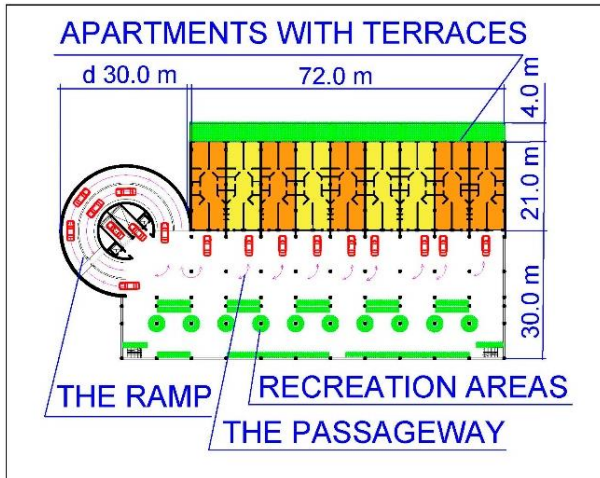 APARTMENTS WITH TERRACES
d 30.0 m
72.0 m
4.0 m
21.0 m
30.0 m
RECREATION AREAS
THE RAMP
THE PASSAGEWAY